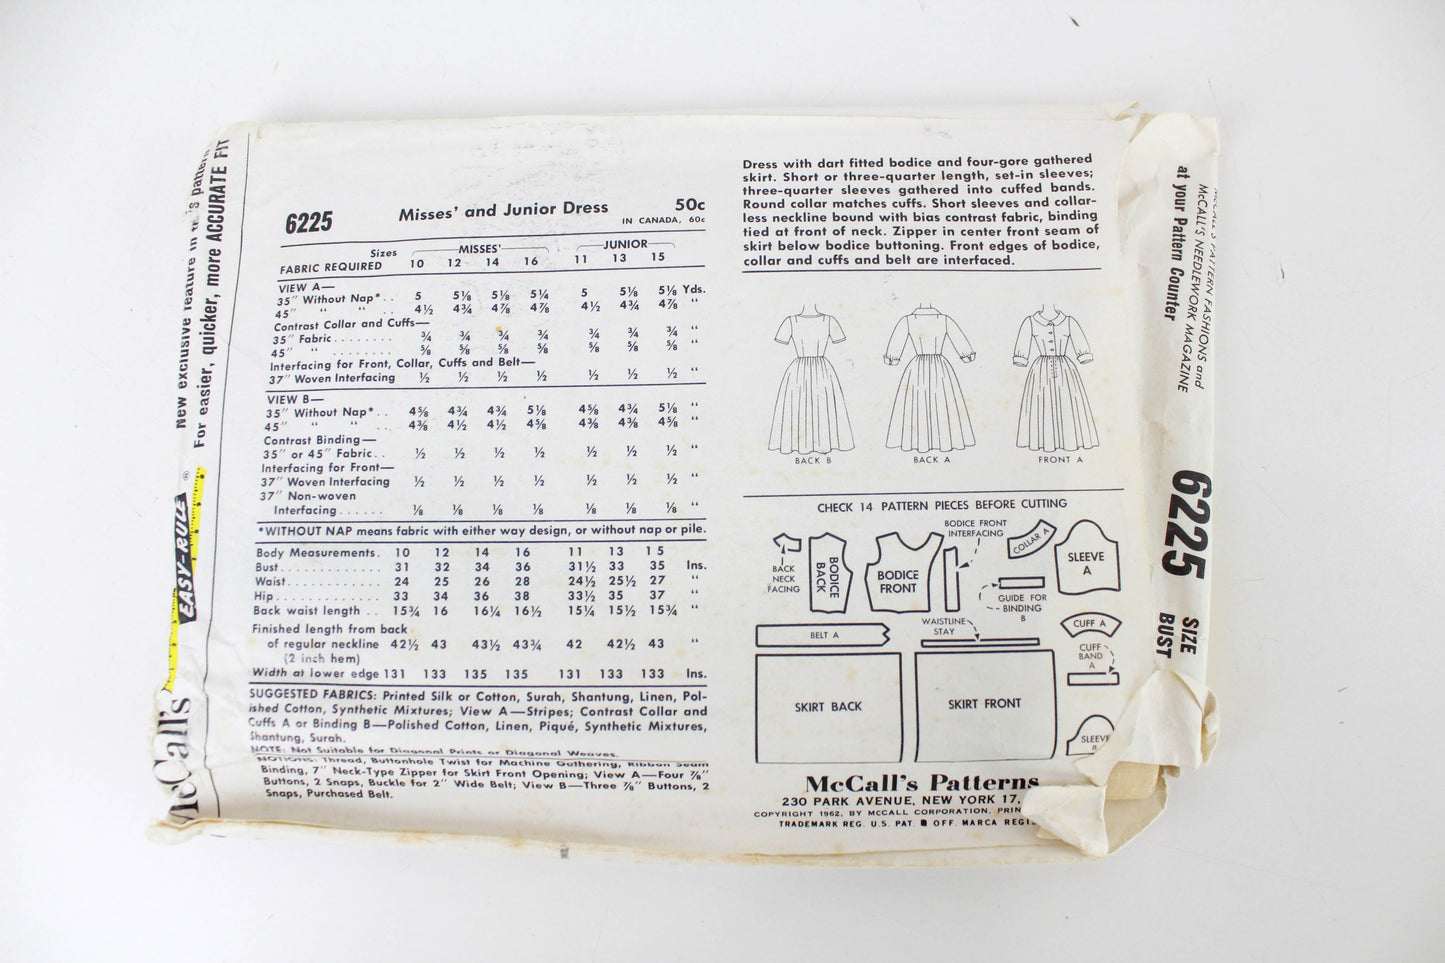 6225
Misses' and Junior Dress
50c
IN CANADA, 60c
Sizes MISSES' JUNIOR
FABRIC REQUIRED 10 12 14 16 11 13 15
VIEW A—
35" Without Nap*. . 5 5⅛ 5⅛ 5¼ 5 5⅛ 5⅛ Yds.
45" " " . . 4½ 4¾ 4⅞ 4⅞ 4½ 4¾ 4⅞ "
Contrast Collar and Cuffs—
35" Fabric........ ¾ ¾ ¾ ¾ ¾ ¾ ¾ "
45" " ........ ⅝ ⅝ ⅝ ⅝ ⅝ ⅝ ⅝ "
Interfacing for Front, Collar, Cuffs and Belt—
37" Woven Interfacing ½ ½ ½ ½ ½ ½ ½ "
VIEW B—
35" Without Nap*. . 4⅝ 4¾ 4¾ 5⅛ 4⅝ 4¾ 5⅛ "
45" " " . . 4⅜ 4½ 4½ 4⅝ 4⅜ 4⅜ 4⅝ "
Contrast Binding—
35" or 45" Fabric. . ½ ½ ½ ½ ½ ½ ½ "
Interfacing for Front—
37" Woven Interfacing ½ ½ ½ ½ ½ ½ ½ "
37" Non-woven
Interfacing...... ⅛ ⅛ ⅛ ⅛ ⅛ ⅛ ⅛ "
*WITHOUT NAP means fabric with either way design, or without nap or pile.
Body Measurements. 10 12 14 16 11 13 15
Bust............ 31 32 34 36 31½ 33 35 Ins.
Waist............ 24 25 26 28 24½ 25½ 27 "
Hip............. 33 34 36 38 33½ 35 37 "
Back waist length . . 15¾ 16 16¼ 16½ 15¼ 15½ 15¾ "
Finished length from back
of regular neckline 42½ 43 43½ 43¾ 42 42½ 43 "
(2 inch hem)
Width at lower edge 131 133 135 135 131 133 133 Ins.
SUGGESTED FABRICS: Printed Silk or Cotton, Surah, Shantung, Linen, Pol-
ished Cotton, Synthetic Mixtures; View A—Stripes; Contrast Collar and
Cuffs A or Binding B—Polished Cotton, Linen, Piqué, Synthetic Mixtures,
Shantung, Surah.
NOTE: Not Suitable for Diagonal Prints or Diagonal Weaves.
NOTIONS: Thread, Buttonhole Twist for Machine Gathering, Ribbon Seam
Binding, 7" Neck-Type Zipper for Skirt Front Opening; View A—Four ⅞"
Buttons, 2 Snaps, Buckle for 2" Wide Belt; View B—Three ⅞" Buttons, 2
Snaps, Purchased Belt.
Dress with dart fitted bodice and four-gore gathered
skirt. Short or three-quarter length, set-in sleeves;
three-quarter sleeves gathered into cuffed bands.
Round collar matches cuffs. Short sleeves and collar-
less neckline bound with bias contrast fabric, binding
tied at front of neck. Zipper in center front seam of
skirt below bodice buttoning. Front edges of bodice,
collar and cuffs and belt are interfaced.
BACK B
BACK A
FRONT A
CHECK 14 PATTERN PIECES BEFORE CUTTING
BACK
NECK
FACING
BODICE
BACK
BODICE
FRONT
BODICE FRONT
INTERFACING
COLLAR A
SLEEVE
A
GUIDE FOR
BINDING
B
BELT A
WAISTLINE
STAY
CUFF A
CUFF
BAND
A
SKIRT BACK
SKIRT FRONT
SLEEVE
B
McCall's Patterns
230 PARK AVENUE, NEW YORK 17,
COPYRIGHT 1962, BY MCCALL CORPORATION, PRIN
TRADEMARK REG. U.S. PAT. OFF. MARCA REGIS
New exclusive feature in
For easier, quicker, more ACCURATE FIT
EASY-RULE ®
McCall's
McCALL'S PATTERN FASHIONS and
McCALL'S NEEDLEWORK MAGAZINE
at your Pattern Counter
6225
SIZE
BUST